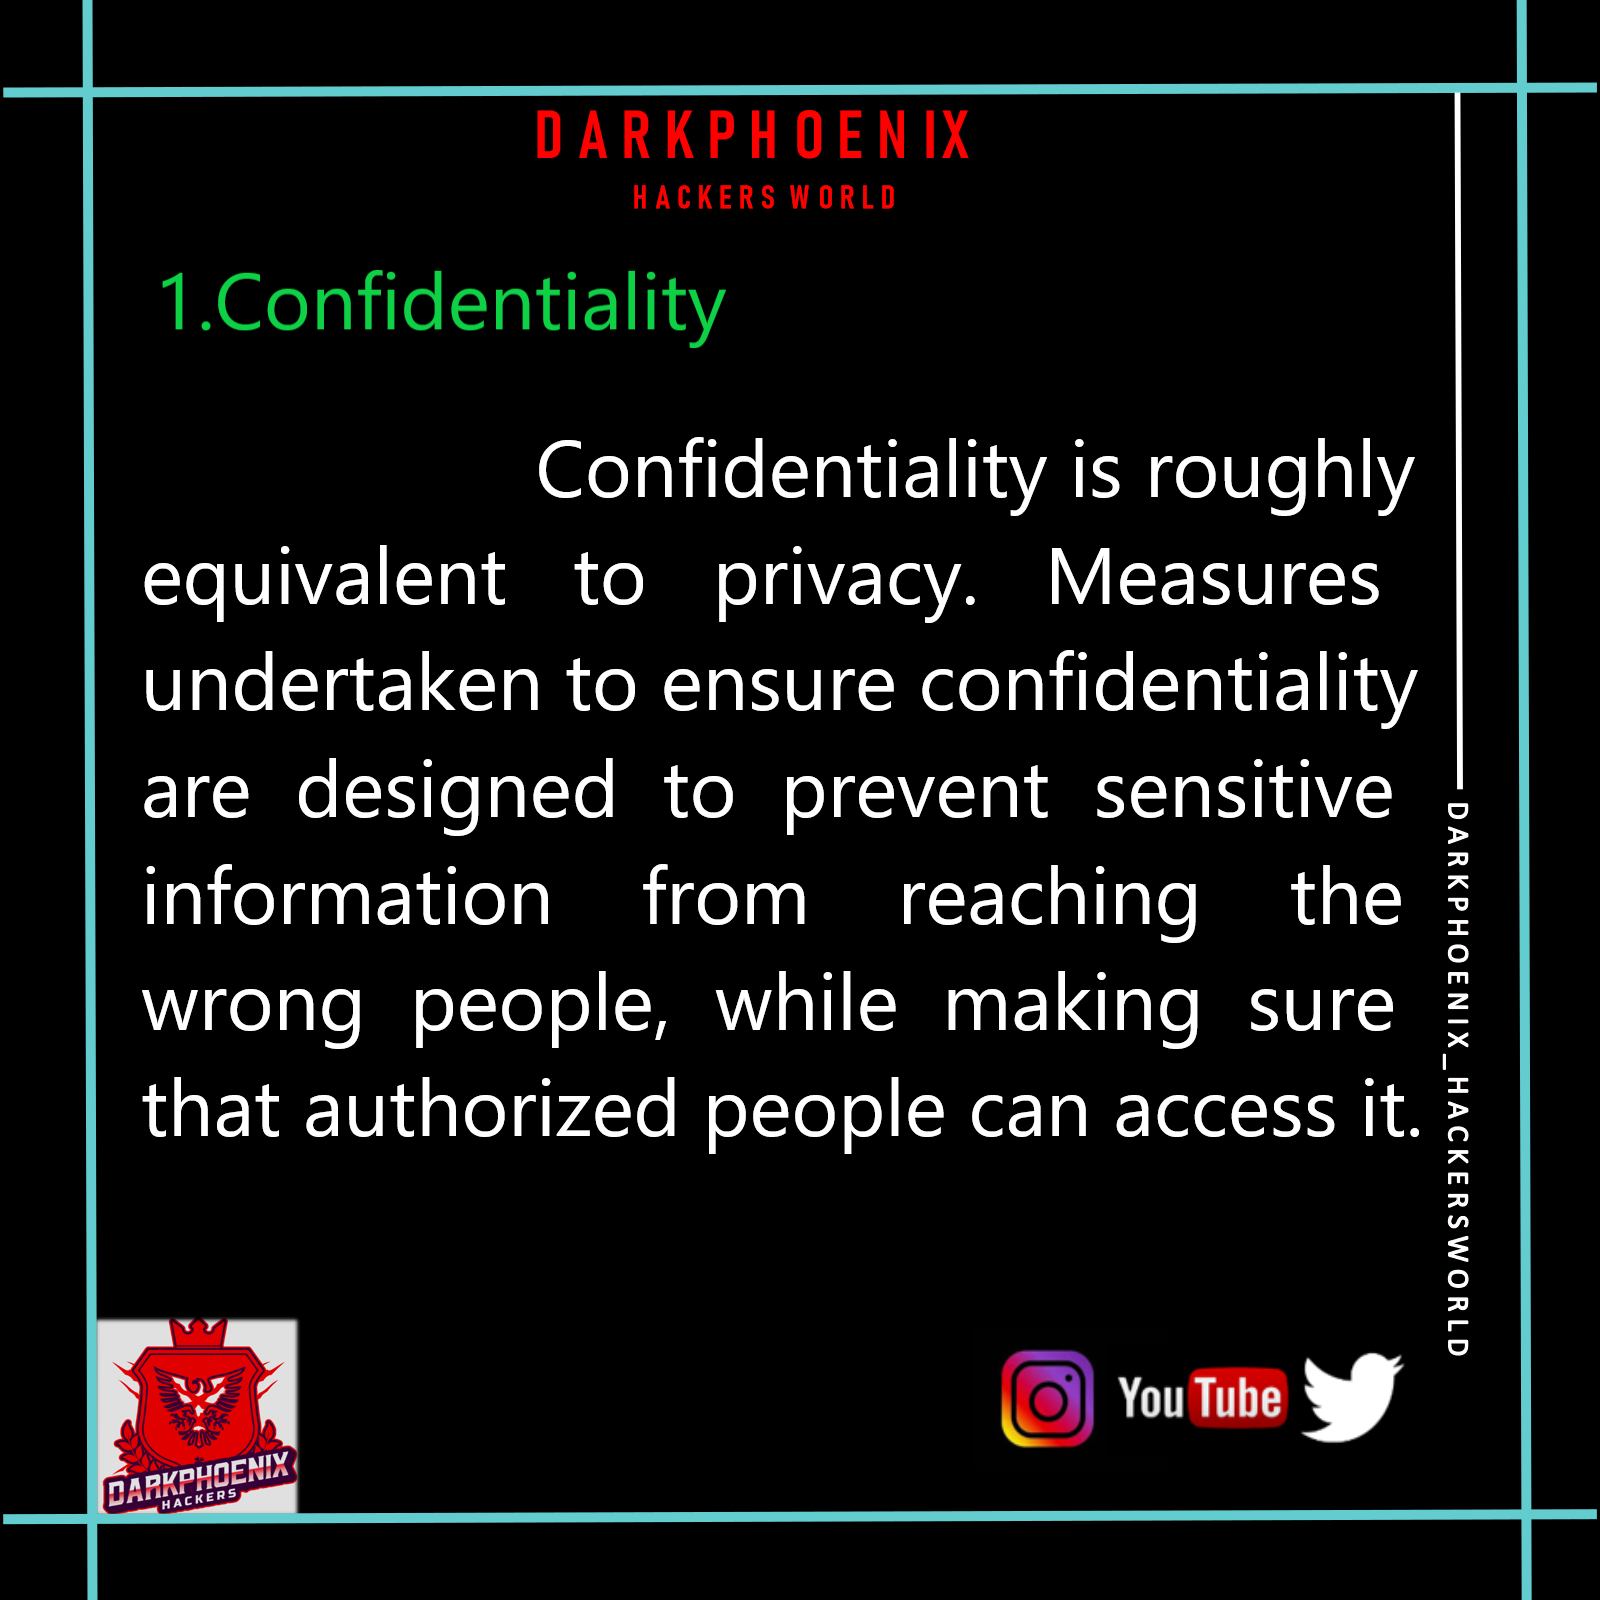 DARKPHOENIX
HACKERS WORLD
1.Confidentiality
Confidentiality is roughly
equivalent to privacy. Measures
undertaken to ensure confidentiality
are designed to prevent sensitive
information from reaching the
wrong people, while making sure
that authorized people can access it.
DARKPHOENIX_HACKERSWORLD
DARKPHOENIX
HACKERS
YouTube